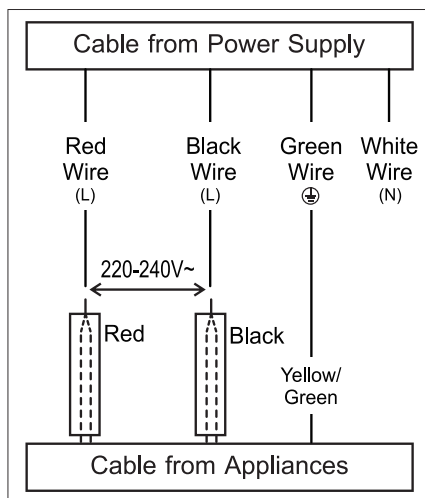 Cable from Power Supply
Red
Wire
(L)
Black
Wire
(L)
Green
Wire
White
Wire
(N)
220-240V~
Red
Black
Yellow/
Green
Cable from Appliances